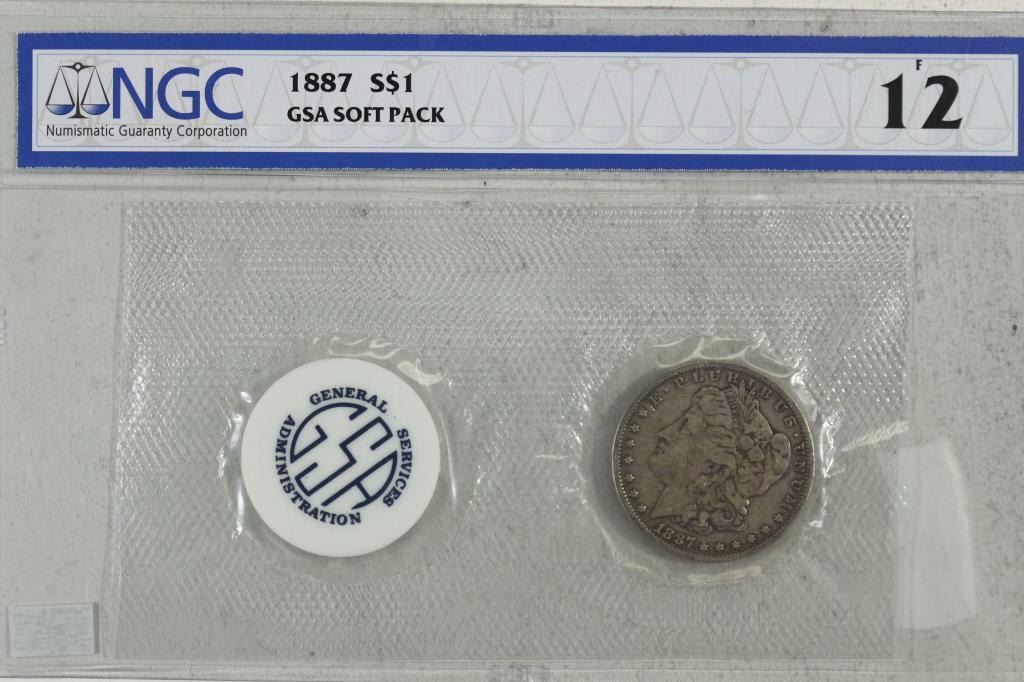 NGC
Numismatic Guaranty Corporation
1887 S$1
GSA SOFT PACK
F
12
GENERAL
SERVICES
ADMINISTRATION
GSA
E·PLURIBUS·UNUM
1887